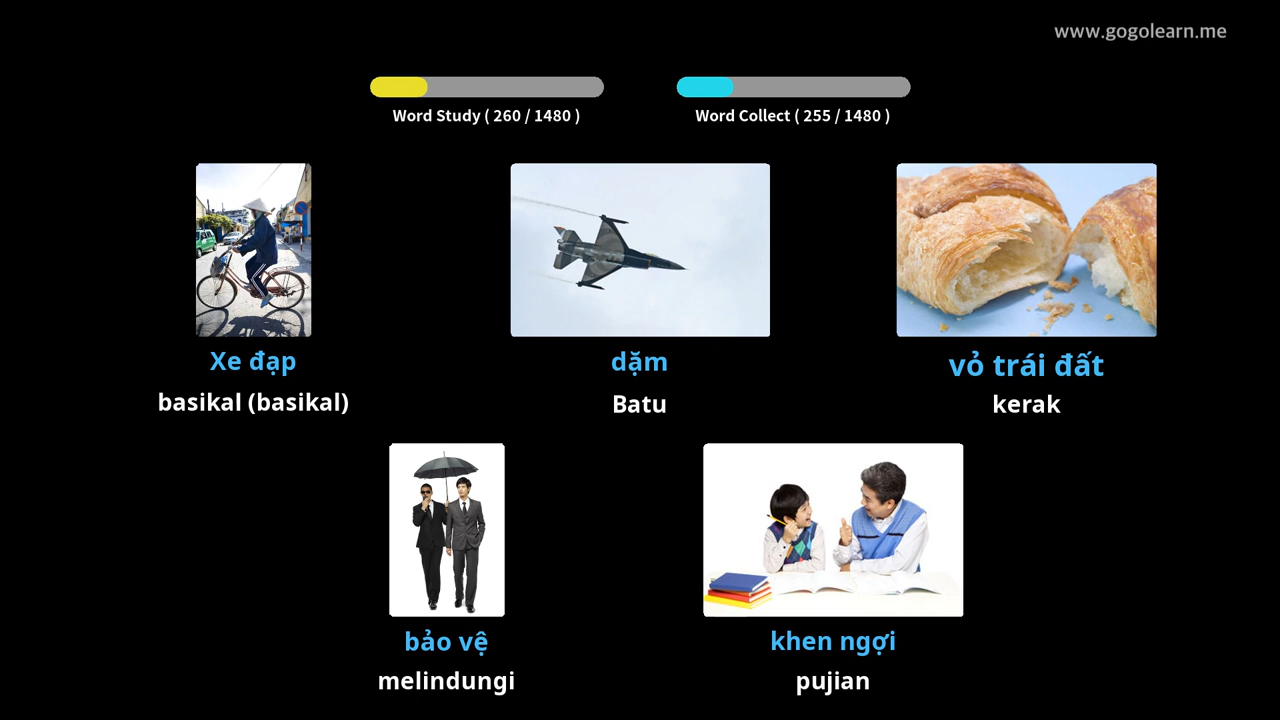 www.gogolearn.me
Word Study ( 260 / 1480 )
Word Collect ( 255 / 1480 )
Xe đạp
basikal (basikal)
dặm
Batu
vỏ trái đất
kerak
bảo vệ
melindungi
khen ngợi
pujian